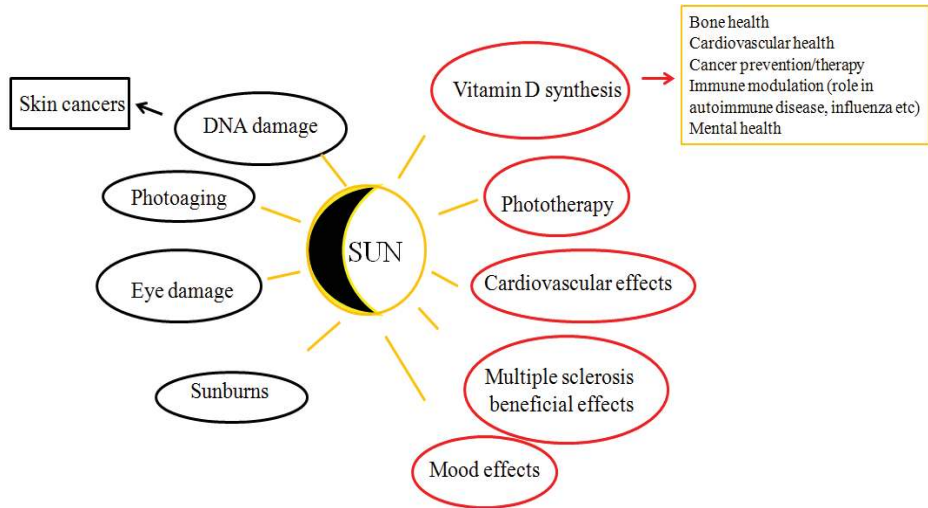 Bone health
Cardiovascular health
Cancer prevention/therapy
Immune modulation (role in
autoimmune disease, influenza etc)
Mental health
Vitamin D synthesis
Skin cancers
DNA damage
Photoaging
Phototherapy
SUN
Eye damage
Cardiovascular effects
Sunburns
Multiple sclerosis
beneficial effects
Mood effects